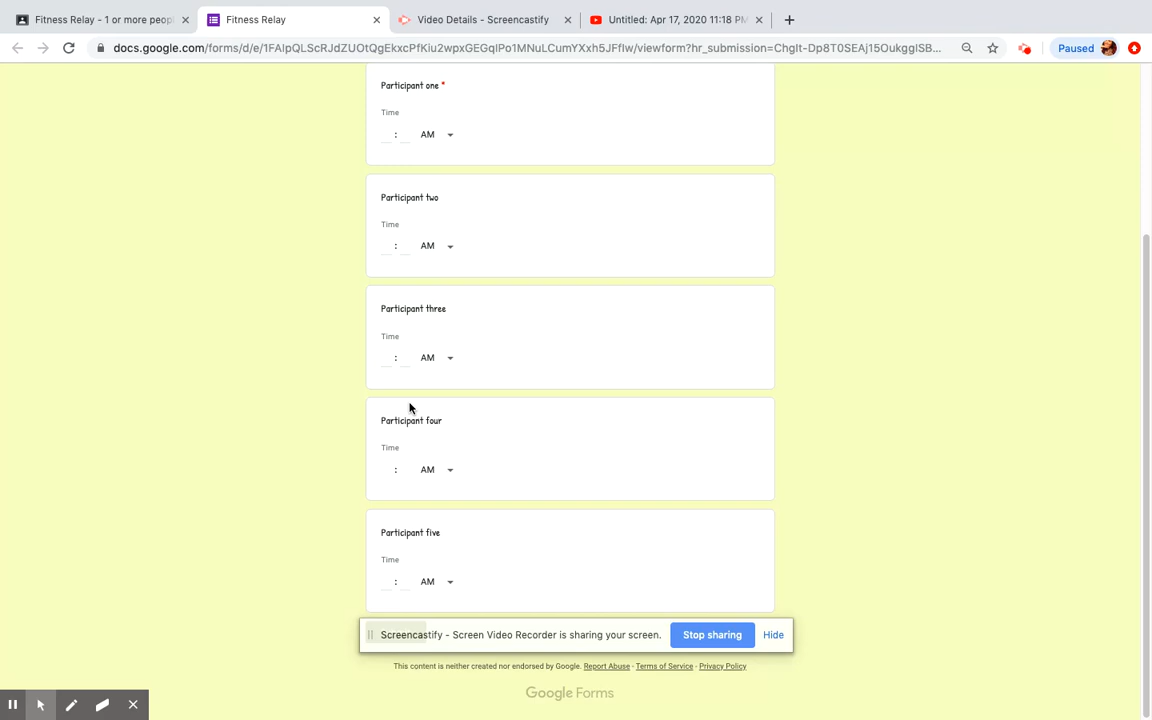 Fitness Relay - 1 or more peopl
Fitness Relay
Video Details - Screencastify
Untitled: Apr 17, 2020 11:18 PM
docs.google.com/forms/d/e/1FAIpQLScRJdZUOtQgEkxcPfKiu2wpxGEGqIPo1MNuLCumYXxh5JFfIw/viewform?hr_submission=ChgIt-Dp8T0SEAj15OukggISB...
Paused
Participant one *
Time
: AM
Participant two
Time
: AM
Participant three
Time
: AM
Participant four
Time
: AM
Participant five
Time
: AM
Screencastify - Screen Video Recorder is sharing your screen.
Stop sharing
Hide
This content is neither created nor endorsed by Google. Report Abuse - Terms of Service - Privacy Policy
Google Forms